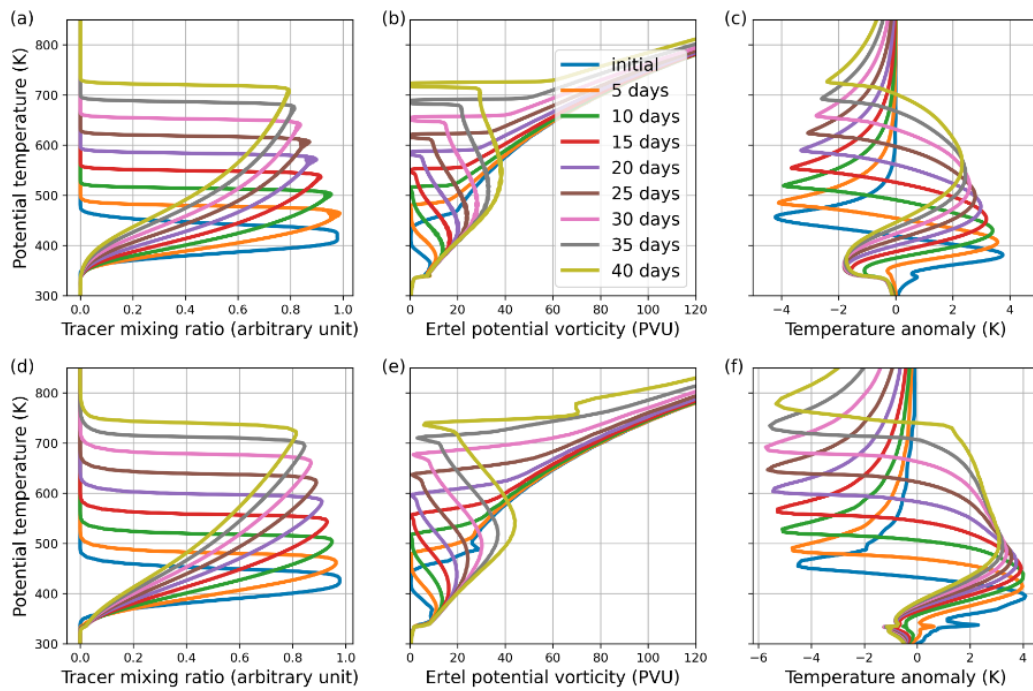 (a)
(b)
(c)
800
700
600
500
400
300
Potential temperature (K)
0.0 0.2 0.4 0.6 0.8 1.0
Tracer mixing ratio (arbitrary unit)
initial
5 days
10 days
15 days
20 days
25 days
30 days
35 days
40 days
0 20 40 60 80 100 120
Ertel potential vorticity (PVU)
−4 −2 0 2 4
Temperature anomaly (K)
(d)
(e)
(f)
800
700
600
500
400
300
Potential temperature (K)
0.0 0.2 0.4 0.6 0.8 1.0
Tracer mixing ratio (arbitrary unit)
0 20 40 60 80 100 120
Ertel potential vorticity (PVU)
−6 −4 −2 0 2 4
Temperature anomaly (K)